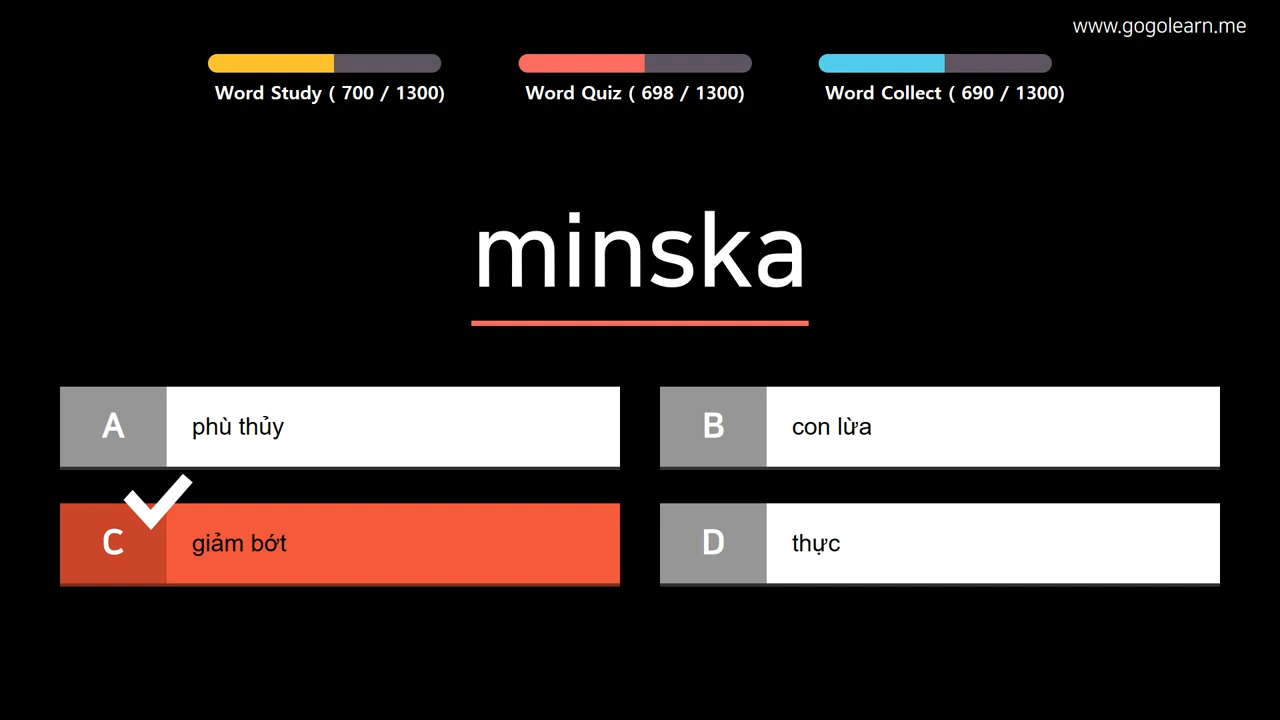 www.gogolearn.me
Word Study ( 700 / 1300)
Word Quiz ( 698 / 1300)
Word Collect ( 690 / 1300)
minska
A phù thủy
B con lừa
C giảm bớt
D thực